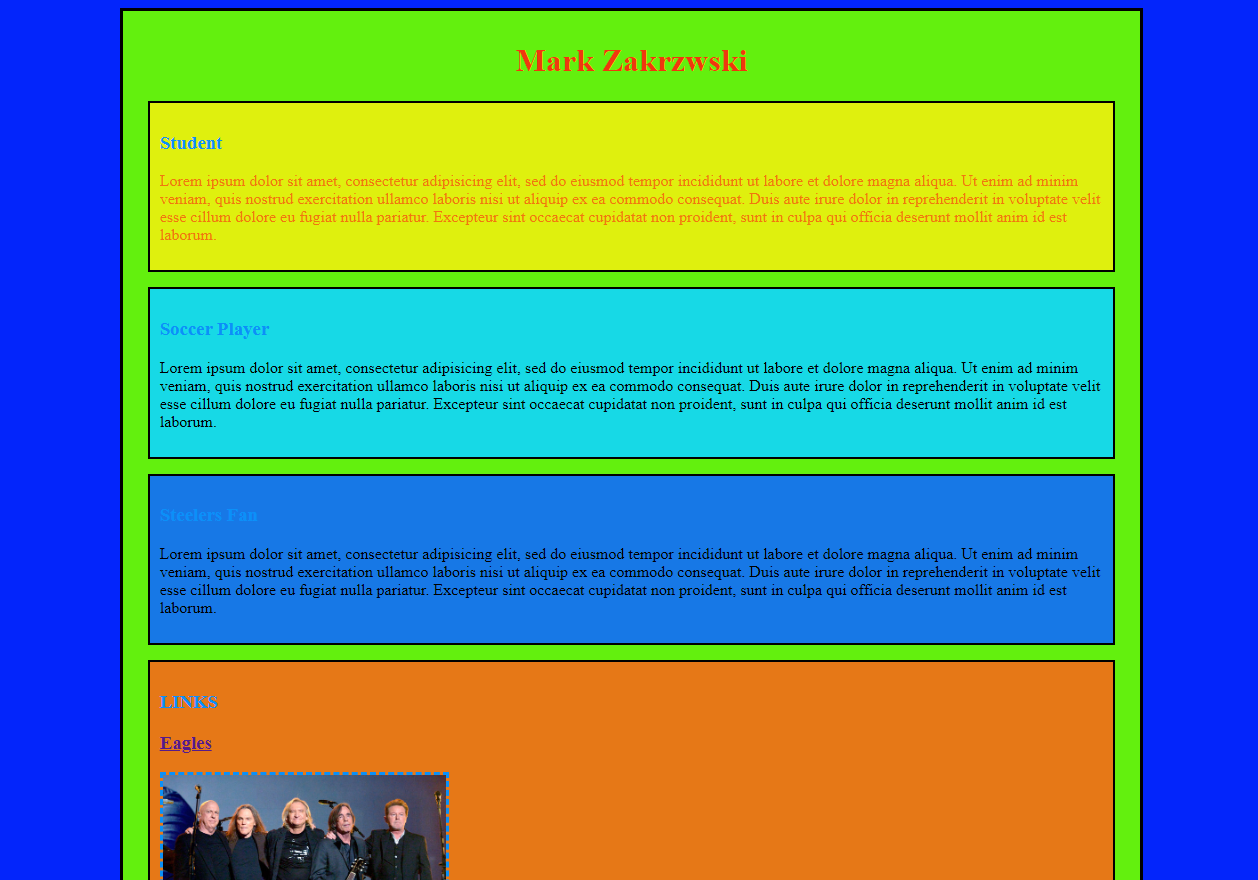 Mark Zakrzwski
Student
Lorem ipsum dolor sit amet, consectetur adipisicing elit, sed do eiusmod tempor incididunt ut labore et dolore magna aliqua. Ut enim ad minim
veniam, quis nostrud exercitation ullamco laboris nisi ut aliquip ex ea commodo consequat. Duis aute irure dolor in reprehenderit in voluptate velit
esse cillum dolore eu fugiat nulla pariatur. Excepteur sint occaecat cupidatat non proident, sunt in culpa qui officia deserunt mollit anim id est
laborum.
Soccer Player
Lorem ipsum dolor sit amet, consectetur adipisicing elit, sed do eiusmod tempor incididunt ut labore et dolore magna aliqua. Ut enim ad minim
veniam, quis nostrud exercitation ullamco laboris nisi ut aliquip ex ea commodo consequat. Duis aute irure dolor in reprehenderit in voluptate velit
esse cillum dolore eu fugiat nulla pariatur. Excepteur sint occaecat cupidatat non proident, sunt in culpa qui officia deserunt mollit anim id est
laborum.
Steelers Fan
Lorem ipsum dolor sit amet, consectetur adipisicing elit, sed do eiusmod tempor incididunt ut labore et dolore magna aliqua. Ut enim ad minim
veniam, quis nostrud exercitation ullamco laboris nisi ut aliquip ex ea commodo consequat. Duis aute irure dolor in reprehenderit in voluptate velit
esse cillum dolore eu fugiat nulla pariatur. Excepteur sint occaecat cupidatat non proident, sunt in culpa qui officia deserunt mollit anim id est
laborum.
LINKS
Eagles